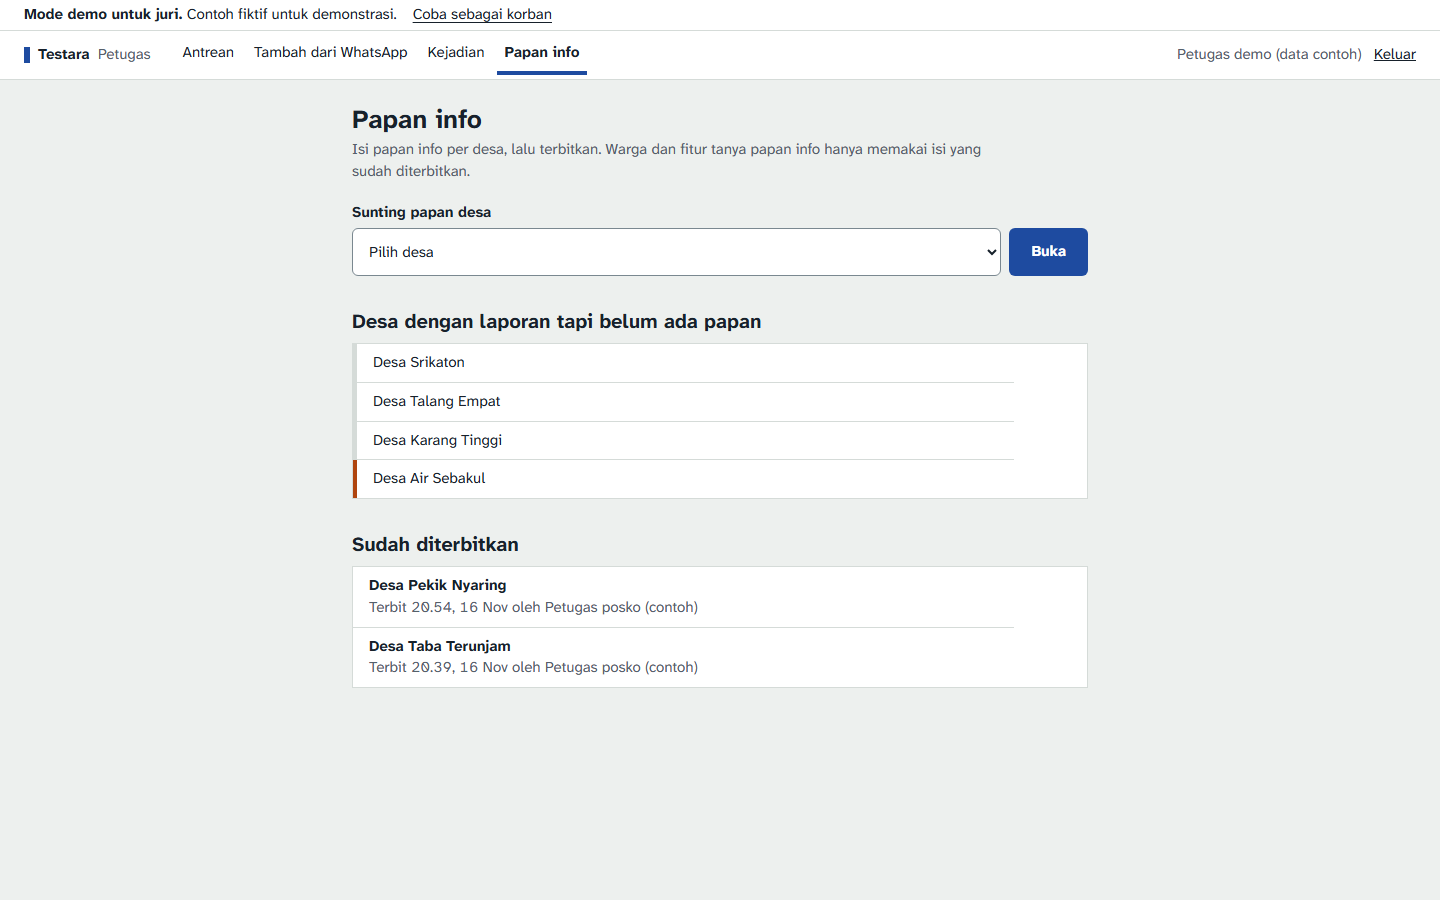 Mode demo untuk juri. Contoh fiktif untuk demonstrasi. Coba sebagai korban
Testara Petugas Antrean Tambah dari WhatsApp Kejadian Papan info Petugas demo (data contoh) Keluar
Papan info
Isi papan info per desa, lalu terbitkan. Warga dan fitur tanya papan info hanya memakai isi yang
sudah diterbitkan.
Sunting papan desa
Pilih desa Buka
Desa dengan laporan tapi belum ada papan
Desa Srikaton
Desa Talang Empat
Desa Karang Tinggi
Desa Air Sebakul
Sudah diterbitkan
Desa Pekik Nyaring
Terbit 20.54, 16 Nov oleh Petugas posko (contoh)
Desa Taba Terunjam
Terbit 20.39, 16 Nov oleh Petugas posko (contoh)